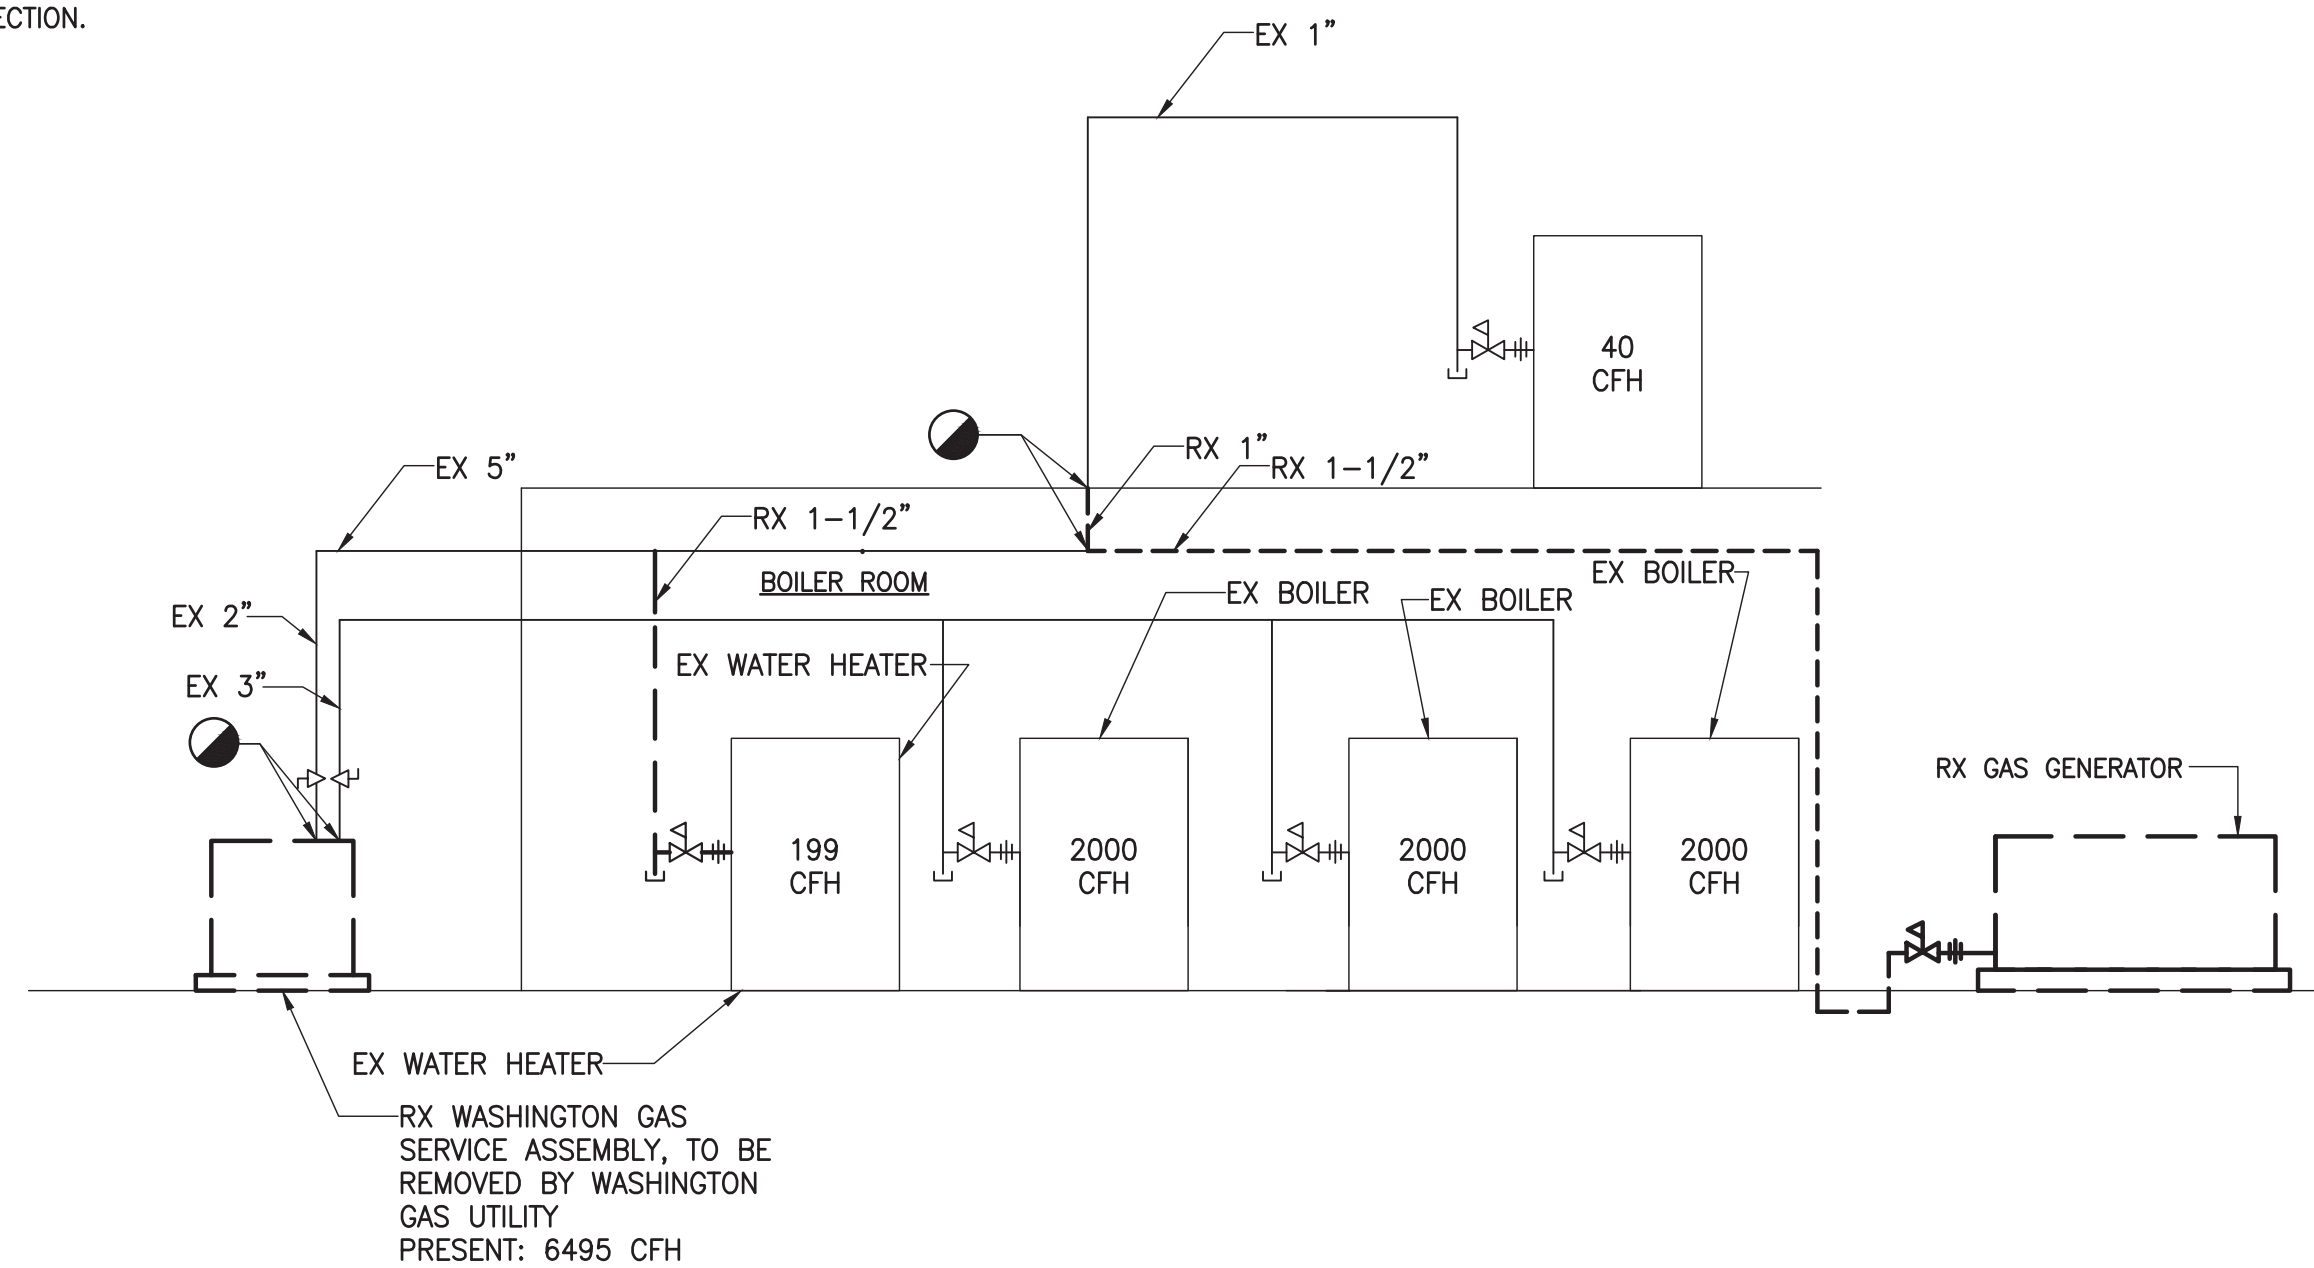 ECTION.
EX 1"
40
CFH
RX 1"
EX 5"
RX 1-1/2"
RX 1-1/2"
BOILER ROOM
EX BOILER
EX BOILER
EX BOILER
EX 2"
EX WATER HEATER
EX 3"
RX GAS GENERATOR
199
CFH
2000
CFH
2000
CFH
2000
CFH
EX WATER HEATER
RX WASHINGTON GAS
SERVICE ASSEMBLY, TO BE
REMOVED BY WASHINGTON
GAS UTILITY
PRESENT: 6495 CFH